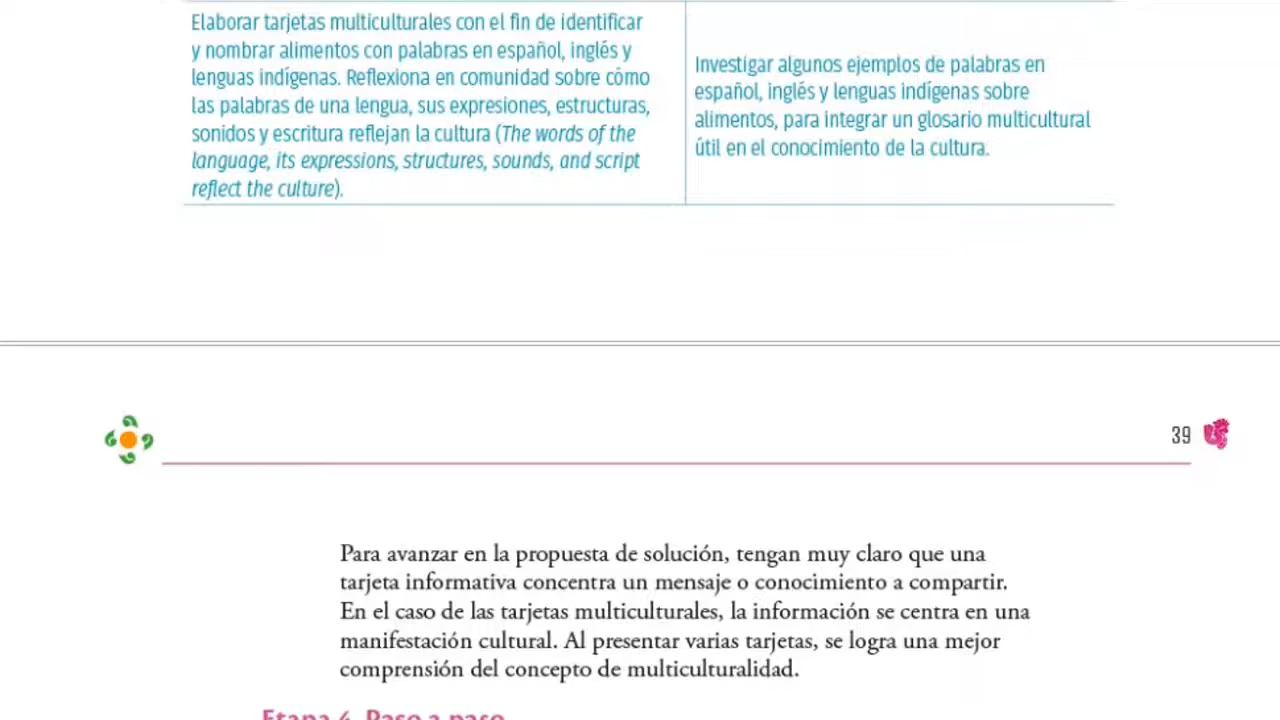 Elaborar tarjetas multiculturales con el fin de identificar
y nombrar alimentos con palabras en español, inglés y
lenguas indígenas. Reflexiona en comunidad sobre cómo
las palabras de una lengua, sus expresiones, estructuras,
sonidos y escritura reflejan la cultura (The words of the
language, its expressions, structures, sounds, and script
reflect the culture).
Investigar algunos ejemplos de palabras en
español, inglés y lenguas indígenas sobre
alimentos, para integrar un glosario multicultural
útil en el conocimiento de la cultura.
39
Para avanzar en la propuesta de solución, tengan muy claro que una
tarjeta informativa concentra un mensaje o conocimiento a compartir.
En el caso de las tarjetas multiculturales, la información se centra en una
manifestación cultural. Al presentar varias tarjetas, se logra una mejor
comprensión del concepto de multiculturalidad.
Etapa 4. Paso a paso